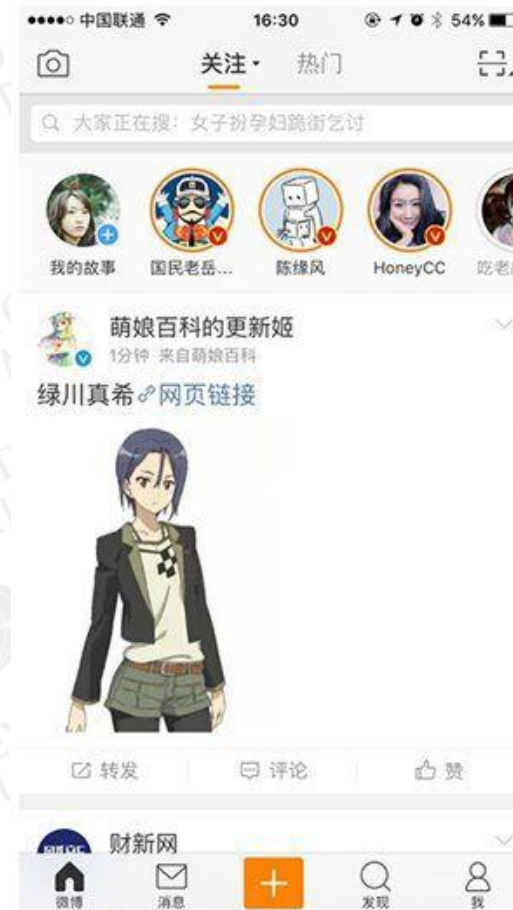 中国联通 16:30 54%
关注 热门
大家正在搜：女子扮孕妇跪街乞讨
我的故事 国民老岳... 陈缘风 HoneyCC
萌娘百科的更新姬
1分钟 来自萌娘百科
绿川真希 网页链接
转发 评论 赞
财新网
微博 消息 发现 我